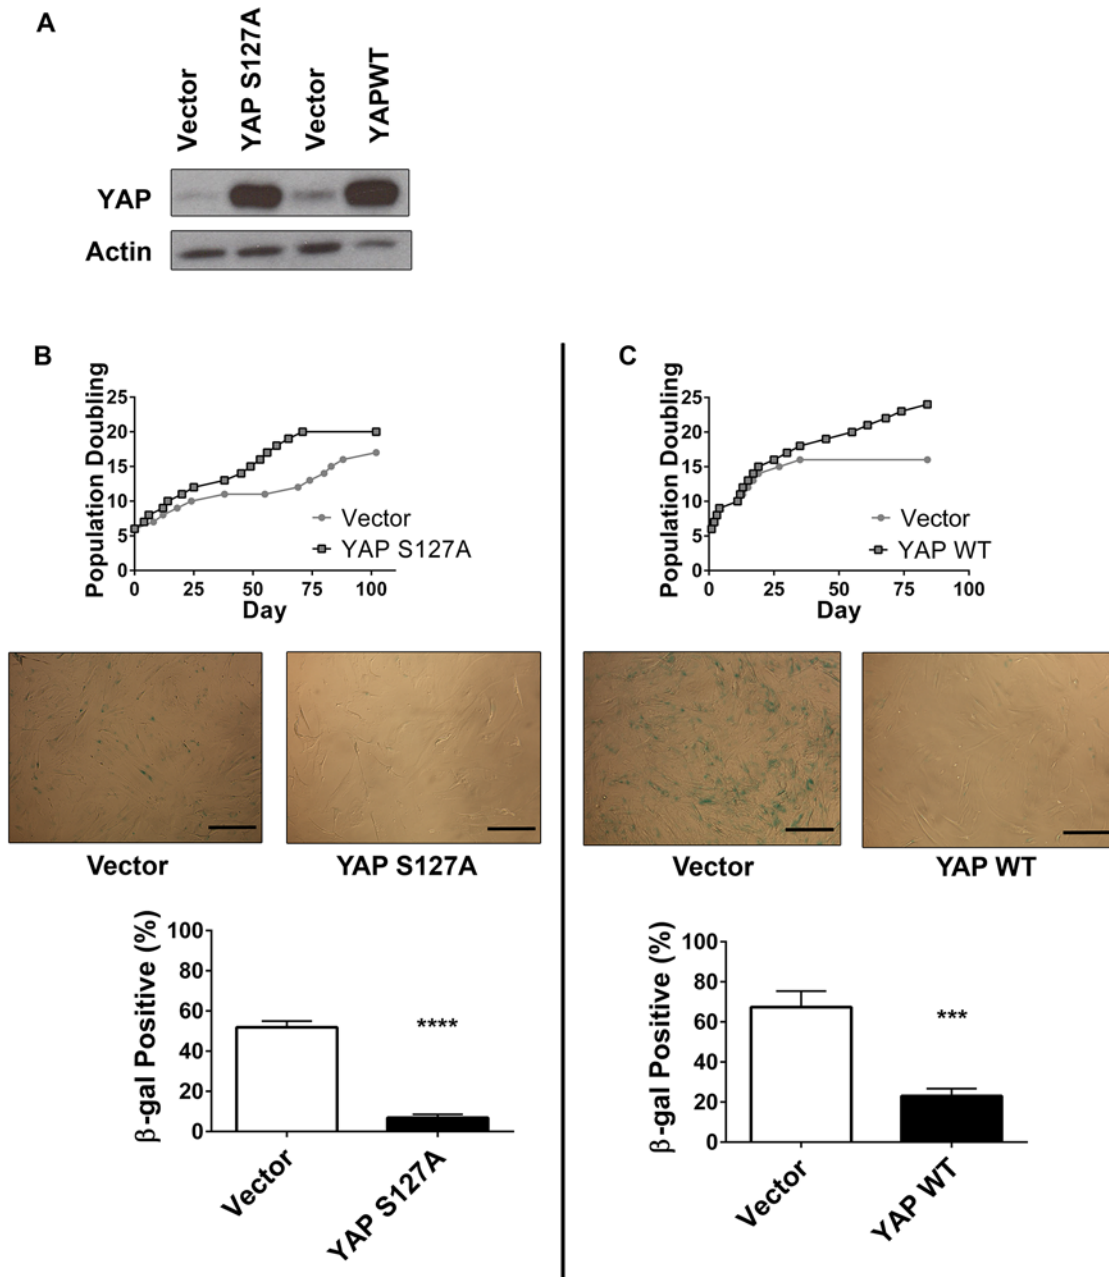 A
Vector
YAP S127A
Vector
YAPWT
YAP
Actin
B
Population Doubling
25
20
15
10
5
0
Vector
YAP S127A
0 25 50 75 100
Day
Vector
YAP S127A
β-gal Positive (%)
100
80
60
40
20
0
****
Vector
YAP S127A
C
Population Doubling
25
20
15
10
5
0
Vector
YAP WT
0 25 50 75 100
Day
Vector
YAP WT
β-gal Positive (%)
100
80
60
40
20
0
***
Vector
YAP WT